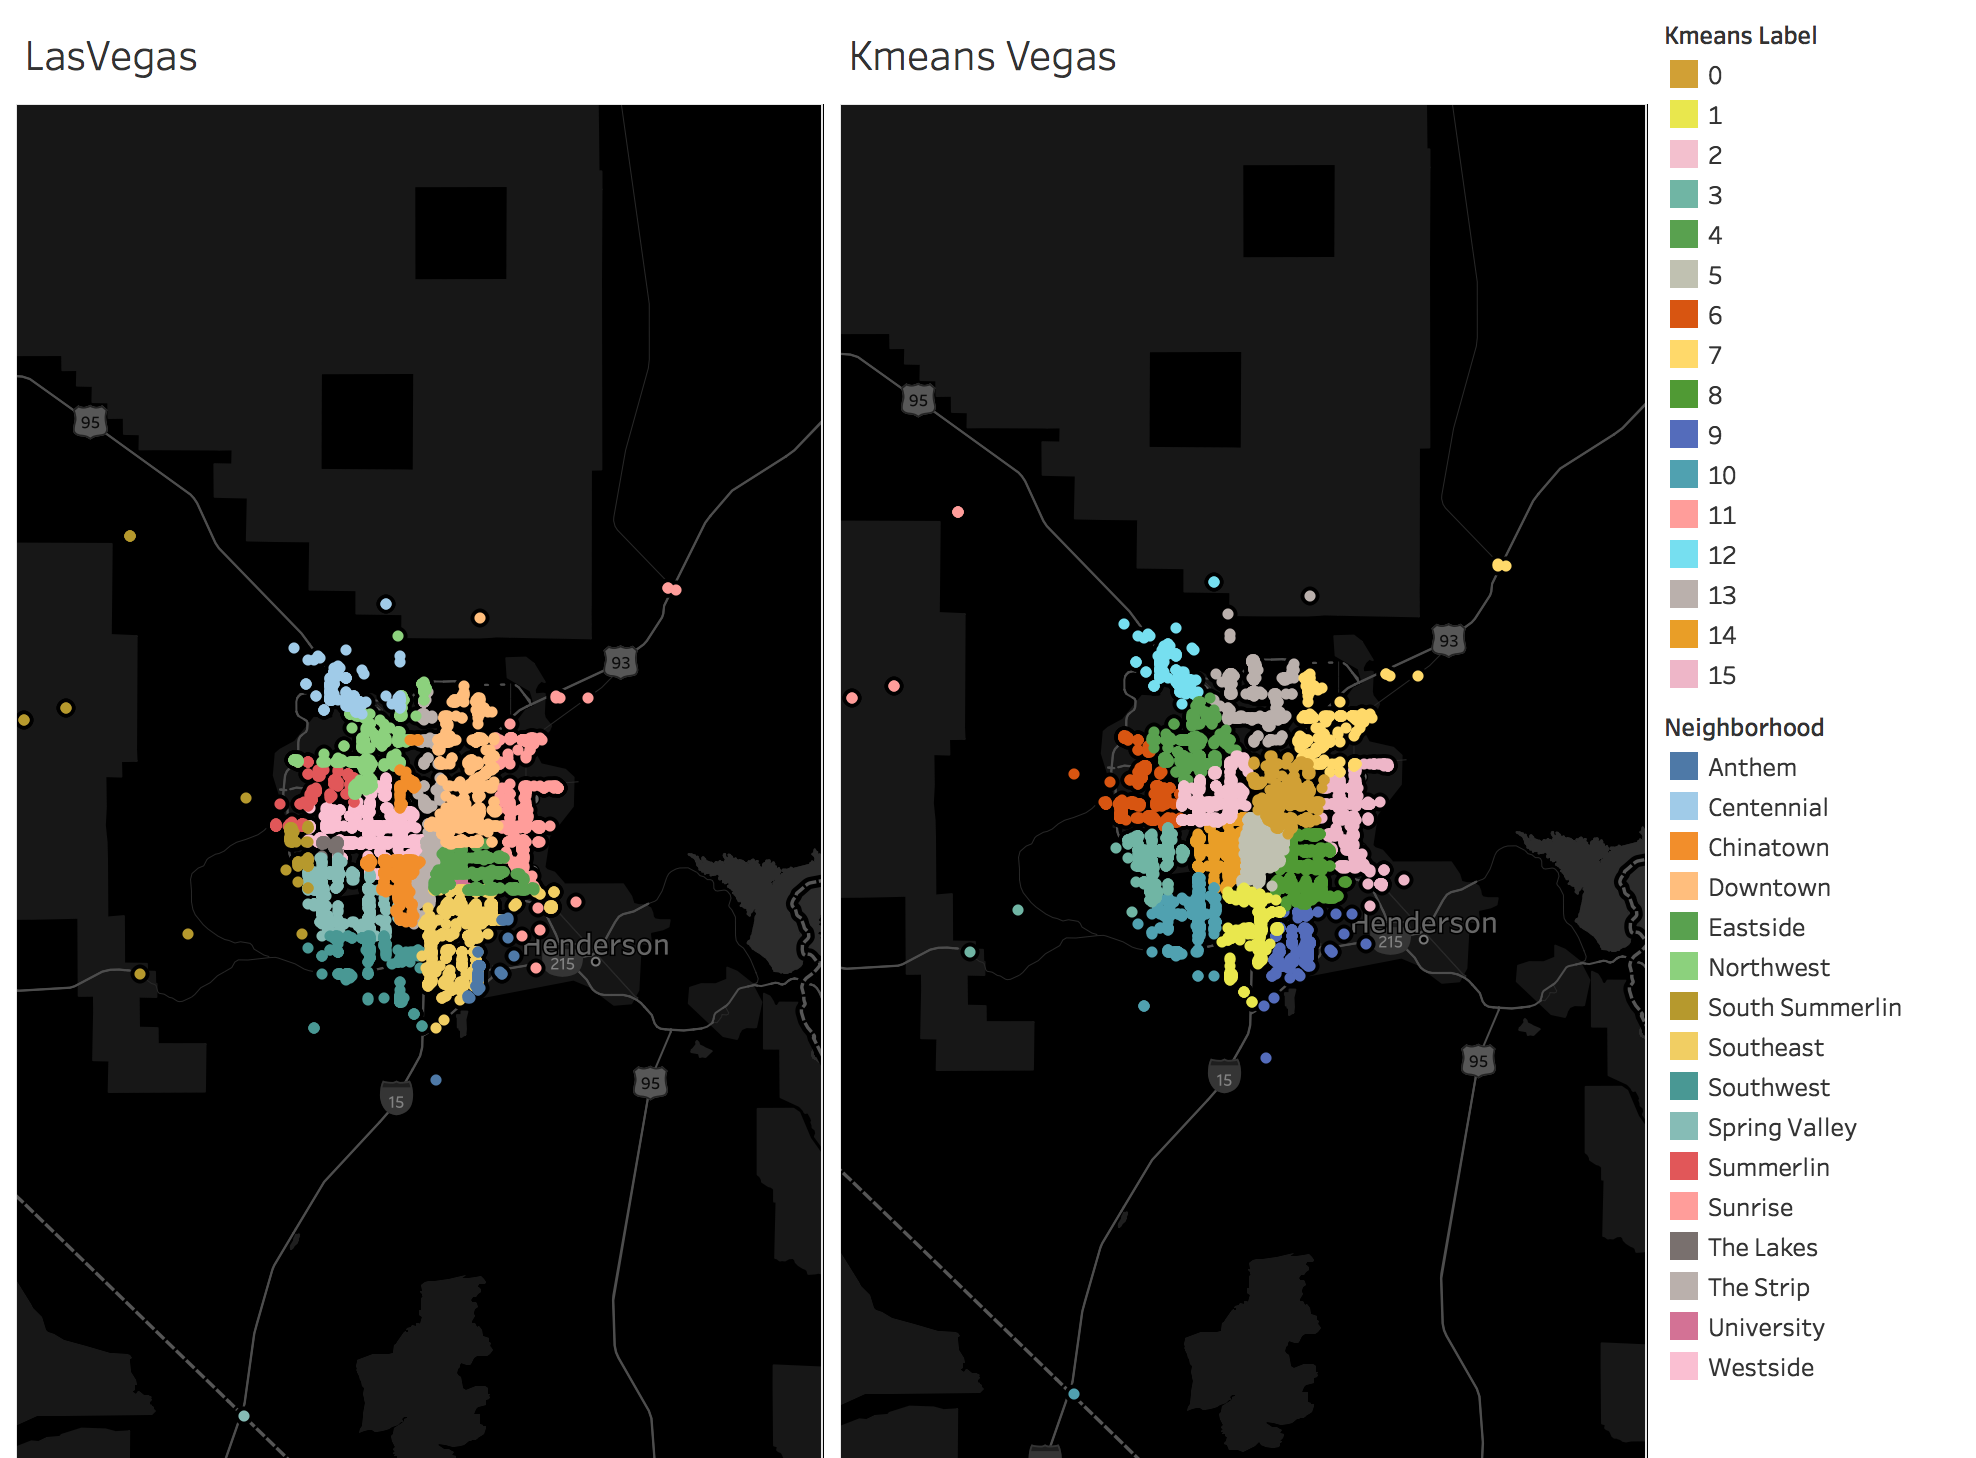 LasVegas
95
93
Henderson
215
15
95
Kmeans Vegas
95
93
Henderson
215
15
95
Kmeans Label
0
1
2
3
4
5
6
7
8
9
10
11
12
13
14
15
Neighborhood
Anthem
Centennial
Chinatown
Downtown
Eastside
Northwest
South Summerlin
Southeast
Southwest
Spring Valley
Summerlin
Sunrise
The Lakes
The Strip
University
Westside